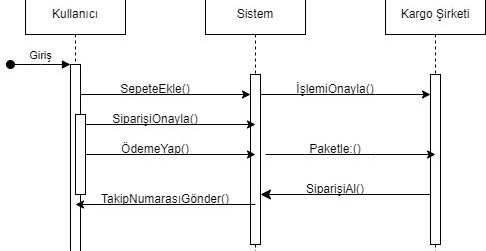 Kullanıcı
Sistem
Kargo Şirketi
Giriş
SepeteEkle()
İşlemiOnayla()
SiparişiOnayla()
ÖdemeYap()
Paketle:()
SiparişiAl()
TakipNumarasıGönder()